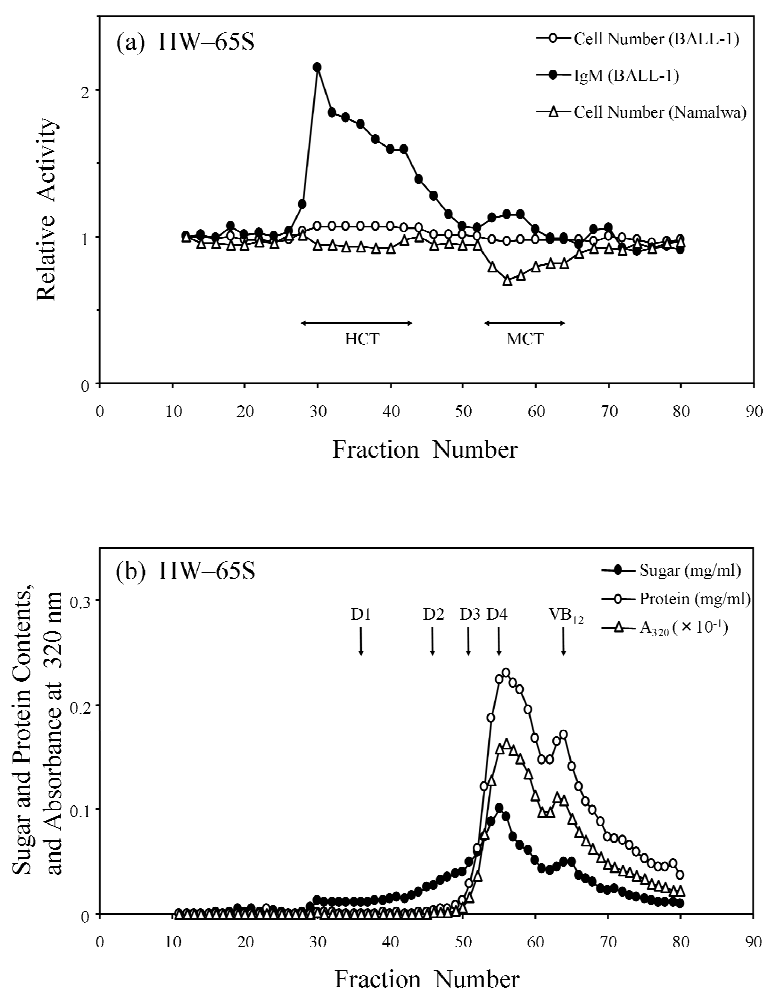 (a) HW–65S
Cell Number (BALL-1)
IgM (BALL-1)
Cell Number (Namalwa)
Relative Activity
2
1
0
HCT
MCT
0 10 20 30 40 50 60 70 80 90
Fraction Number
(b) HW–65S
Sugar (mg/ml)
Protein (mg/ml)
A320 ( × 10-1)
D1 D2 D3 D4 VB12
Sugar and Protein Contents,
and Absorbance at 320 nm
0.3
0.2
0.1
0
0 10 20 30 40 50 60 70 80 90
Fraction Number